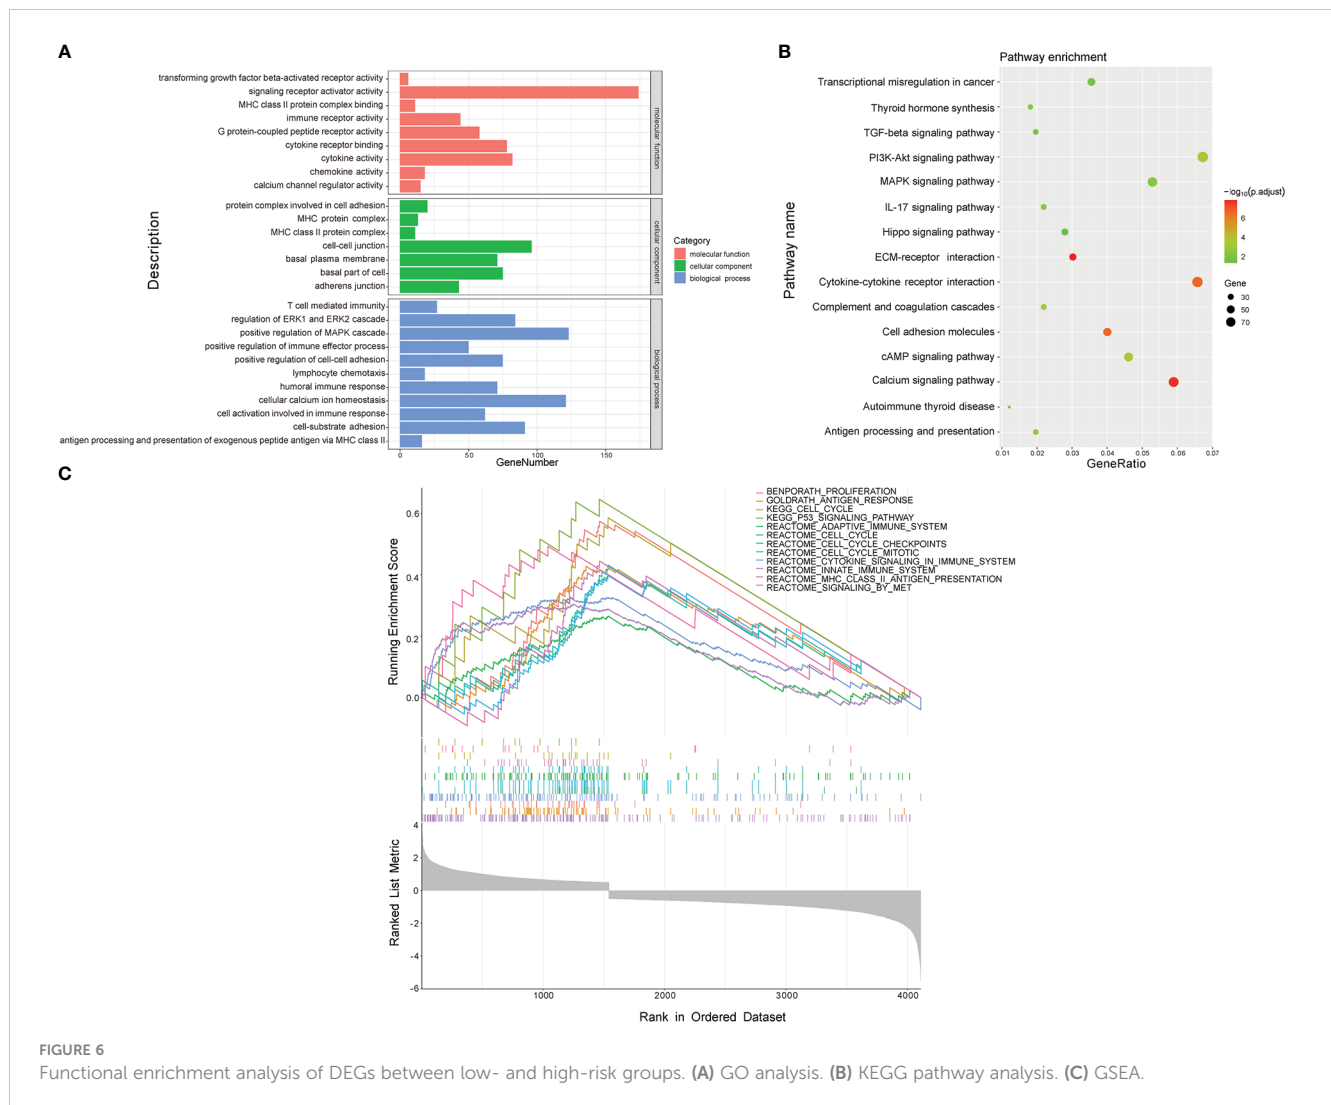 A
Description
transforming growth factor beta-activated receptor activity
signaling receptor activator activity
MHC class II protein complex binding
immune receptor activity
G protein-coupled peptide receptor activity
cytokine receptor binding
cytokine activity
chemokine activity
calcium channel regulator activity
molecular function
protein complex involved in cell adhesion
MHC protein complex
MHC class II protein complex
cell-cell junction
basal plasma membrane
basal part of cell
adherens junction
cellular component
T cell mediated immunity
regulation of ERK1 and ERK2 cascade
positive regulation of MAPK cascade
positive regulation of immune effector process
positive regulation of cell-cell adhesion
lymphocyte chemotaxis
humoral immune response
cellular calcium ion homeostasis
cell activation involved in immune response
cell-substrate adhesion
antigen processing and presentation of exogenous peptide antigen via MHC class II
biological process
0 50 100 150
GeneNumber
Category
molecular function
cellular component
biological process
B
Pathway enrichment
Pathway name
Transcriptional misregulation in cancer
Thyroid hormone synthesis
TGF-beta signaling pathway
PI3K-Akt signaling pathway
MAPK signaling pathway
IL-17 signaling pathway
Hippo signaling pathway
ECM-receptor interaction
Cytokine-cytokine receptor interaction
Complement and coagulation cascades
Cell adhesion molecules
cAMP signaling pathway
Calcium signaling pathway
Autoimmune thyroid disease
Antigen processing and presentation
0.01 0.02 0.03 0.04 0.05 0.06 0.07
GeneRatio
−log10(p.adjust)
6
4
2
Gene
30
50
70
C
Running Enrichment Score
0.6
0.4
0.2
0.0
BENPORATH_PROLIFERATION
GOLDRATH_ANTIGEN_RESPONSE
KEGG_CELL_CYCLE
KEGG_P53_SIGNALING_PATHWAY
REACTOME_ADAPTIVE_IMMUNE_SYSTEM
REACTOME_CELL_CYCLE
REACTOME_CELL_CYCLE_CHECKPOINTS
REACTOME_CELL_CYCLE_MITOTIC
REACTOME_CYTOKINE_SIGNALING_IN_IMMUNE_SYSTEM
REACTOME_INNATE_IMMUNE_SYSTEM
REACTOME_MHC_CLASS_II_ANTIGEN_PRESENTATION
REACTOME_SIGNALING_BY_MET
Ranked List Metric
4
2
0
-2
-4
-6
1000 2000 3000 4000
Rank in Ordered Dataset
FIGURE 6
Functional enrichment analysis of DEGs between low- and high-risk groups. (A) GO analysis. (B) KEGG pathway analysis. (C) GSEA.